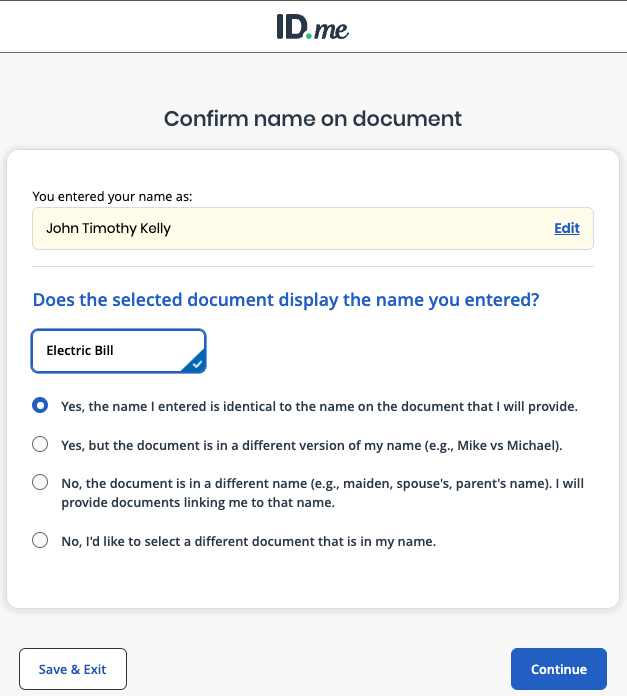 ID.me
Confirm name on document
You entered your name as:
John Timothy Kelly Edit
Does the selected document display the name you entered?
Electric Bill
Yes, the name I entered is identical to the name on the document that I will provide.
Yes, but the document is in a different version of my name (e.g., Mike vs Michael).
No, the document is in a different name (e.g., maiden, spouse's, parent's name). I will
provide documents linking me to that name.
No, I'd like to select a different document that is in my name.
Save & Exit Continue